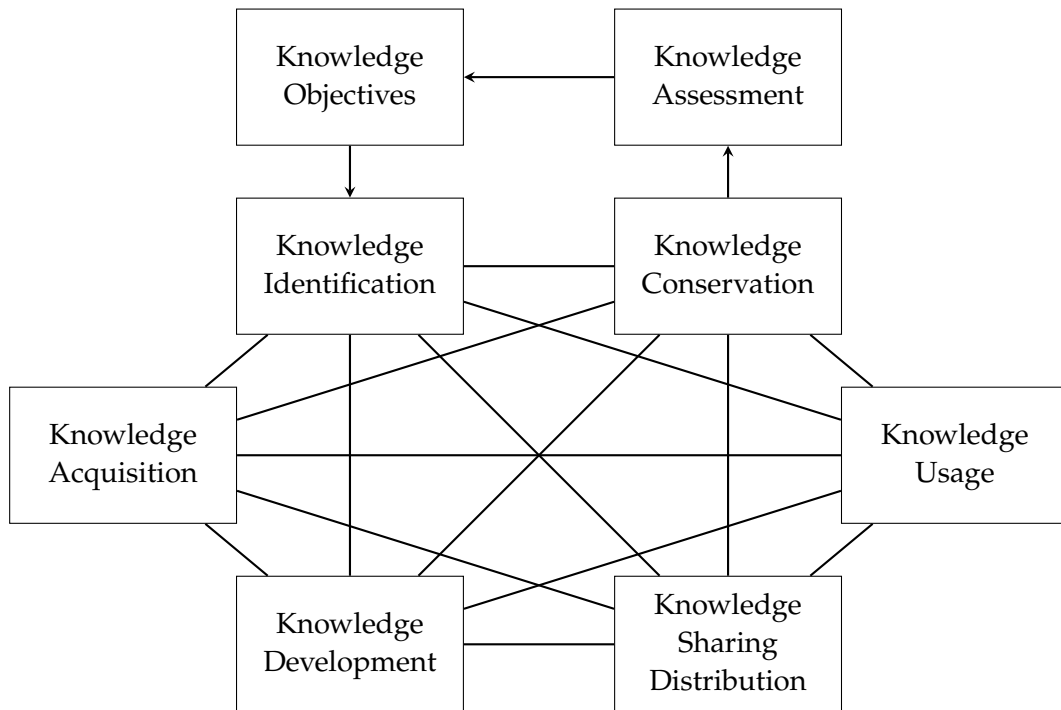 Knowledge
Objectives
Knowledge
Assessment
Knowledge
Identification
Knowledge
Conservation
Knowledge
Acquisition
Knowledge
Usage
Knowledge
Development
Knowledge
Sharing
Distribution